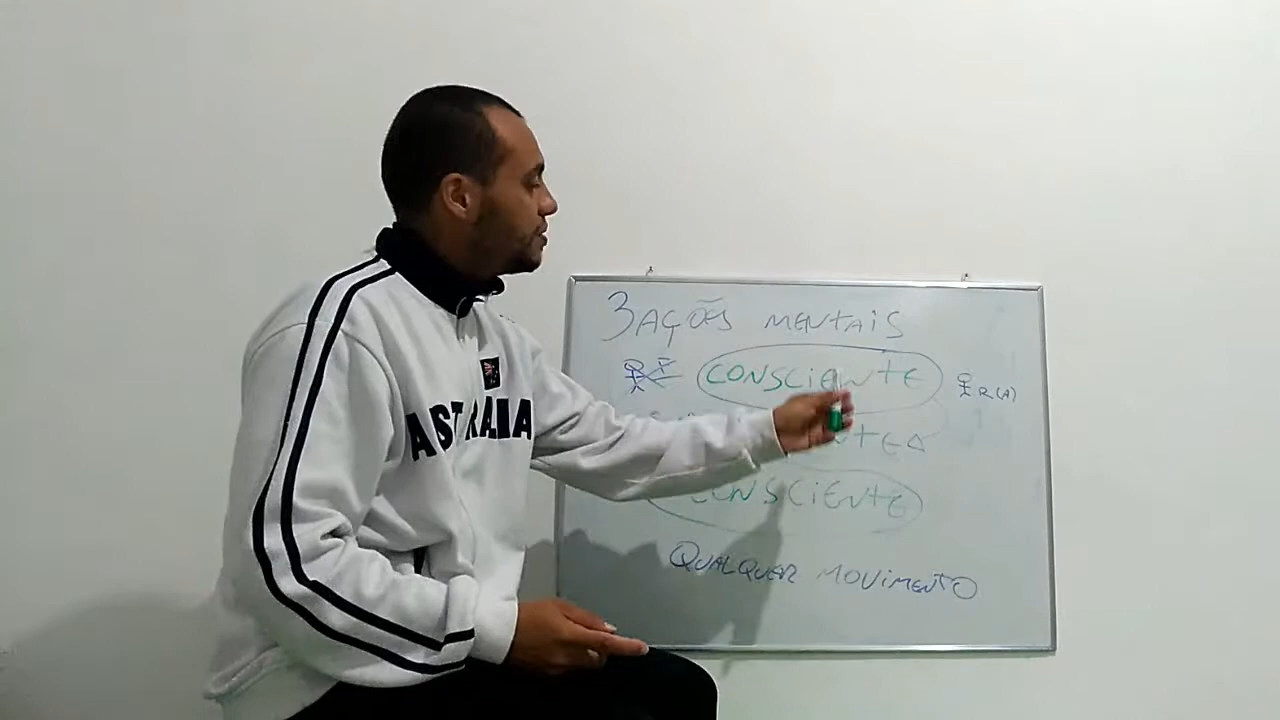 3 AÇÕES MENTAIS
CONSCIENTE
R(A)
CONSCIENTE
QUALQUER MOVIMENTO
AUSTRALIA